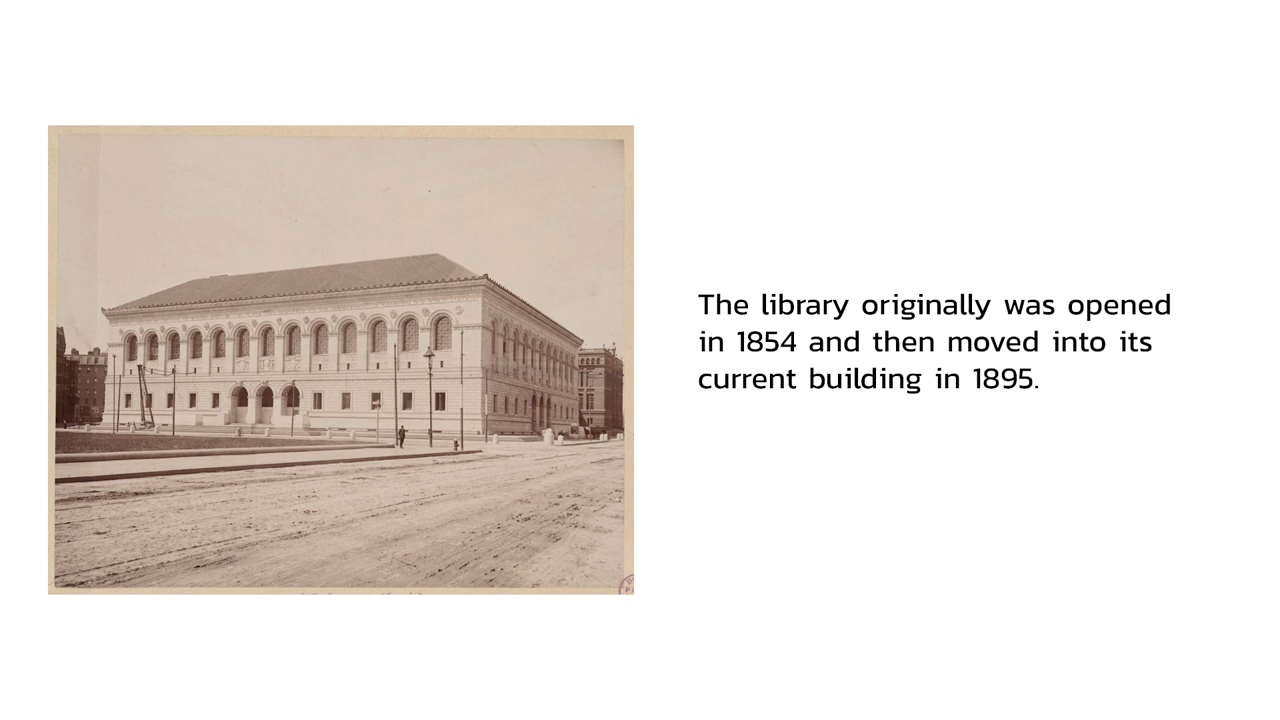 The library originally was opened
in 1854 and then moved into its
current building in 1895.